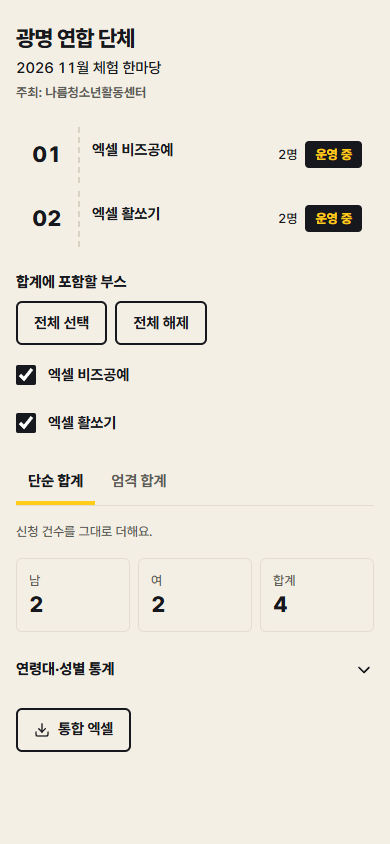 광명 연합 단체
2026 11월 체험 한마당
주최: 나름청소년활동센터
01 엑셀 비즈공예 2명 운영 중
02 엑셀 활쏘기 2명 운영 중
합계에 포함할 부스
전체 선택 전체 해제
엑셀 비즈공예
엑셀 활쏘기
단순 합계 엄격 합계
신청 건수를 그대로 더해요.
남 여 합계
2 2 4
연령대·성별 통계
통합 엑셀